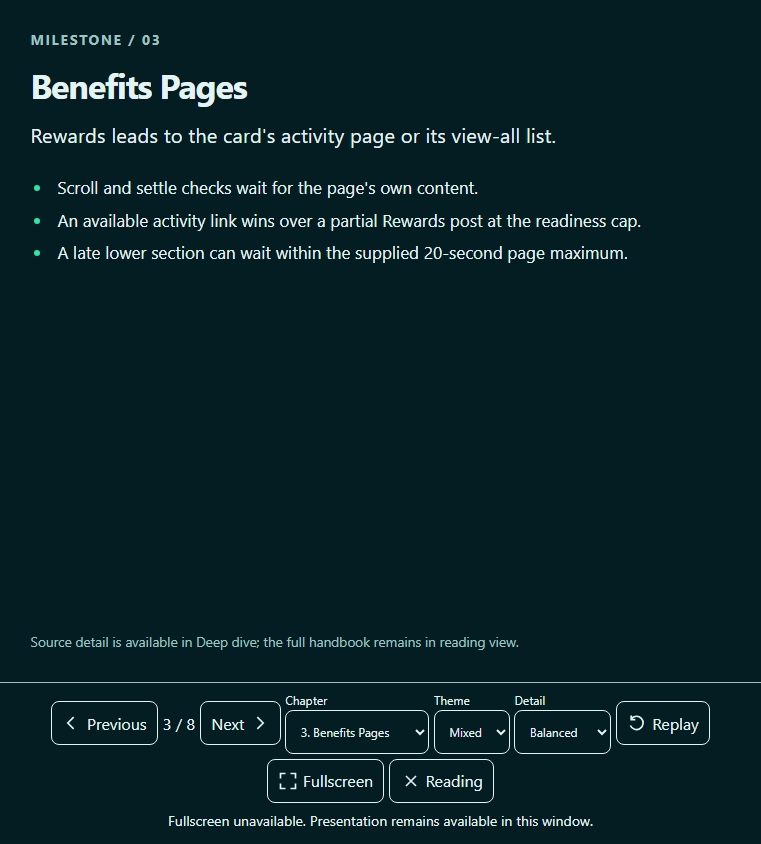 MILESTONE / 03
Benefits Pages
Rewards leads to the card's activity page or its view-all list.
• Scroll and settle checks wait for the page's own content.
• An available activity link wins over a partial Rewards post at the readiness cap.
• A late lower section can wait within the supplied 20-second page maximum.
Source detail is available in Deep dive; the full handbook remains in reading view.
Chapter Theme Detail
Previous 3 / 8 Next 3. Benefits Pages Mixed Balanced Replay
Fullscreen Reading
Fullscreen unavailable. Presentation remains available in this window.